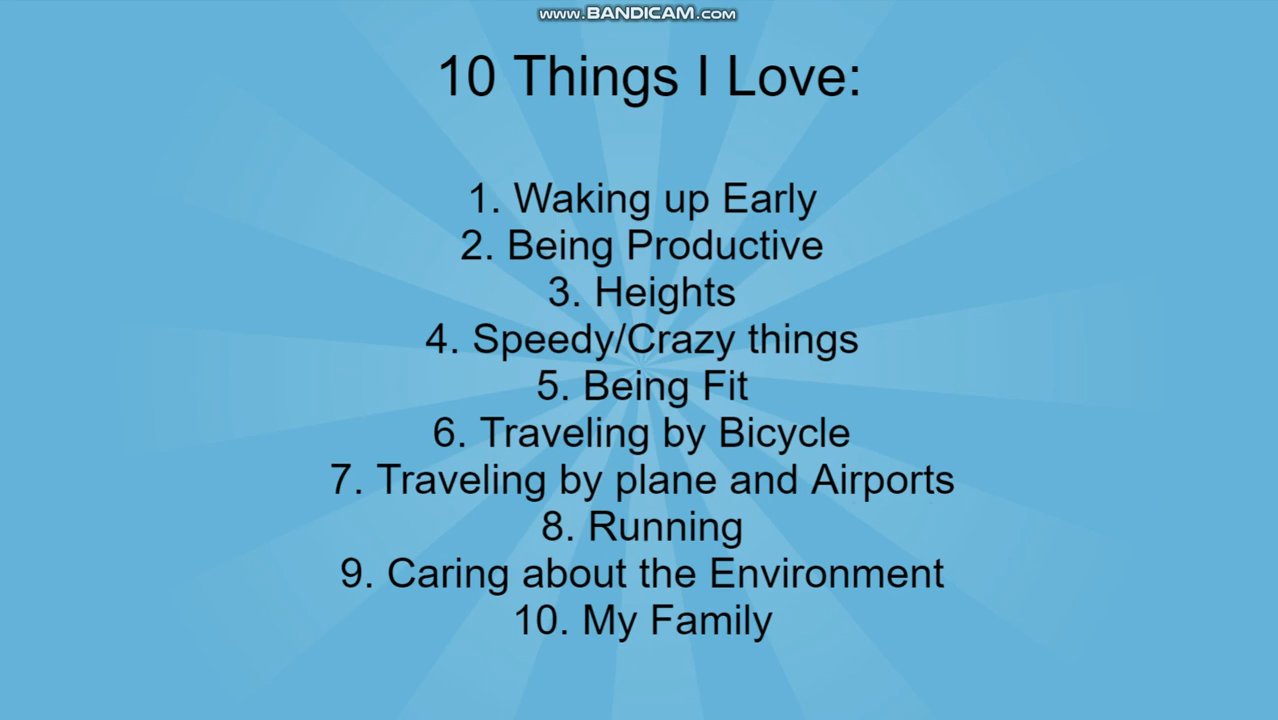 www.BANDICAM.com
10 Things I Love:
1. Waking up Early
2. Being Productive
3. Heights
4. Speedy/Crazy things
5. Being Fit
6. Traveling by Bicycle
7. Traveling by plane and Airports
8. Running
9. Caring about the Environment
10. My Family